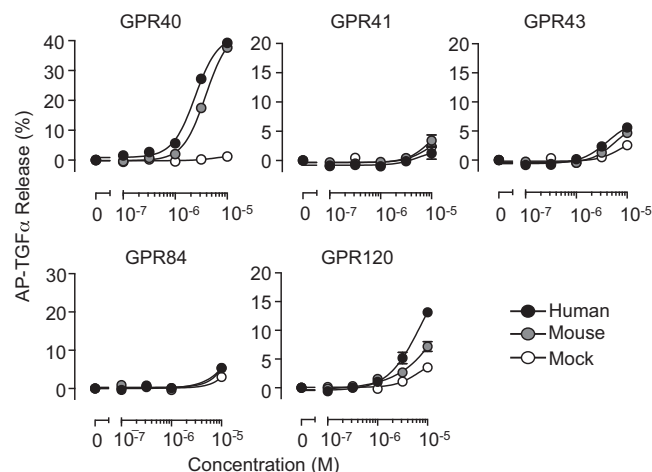 GPR40 GPR41 GPR43
40 20 20
30 15 15
20 10 10
10 5 5
0 0 0
0 10⁻⁷ 10⁻⁶ 10⁻⁵ 0 10⁻⁷ 10⁻⁶ 10⁻⁵ 0 10⁻⁷ 10⁻⁶ 10⁻⁵
AP-TGFα Release (%)
GPR84 GPR120
30 20
20 15
10 10
0 5
0
0 10⁻⁷ 10⁻⁶ 10⁻⁵ 0 10⁻⁷ 10⁻⁶ 10⁻⁵
Concentration (M)
Human
Mouse
Mock